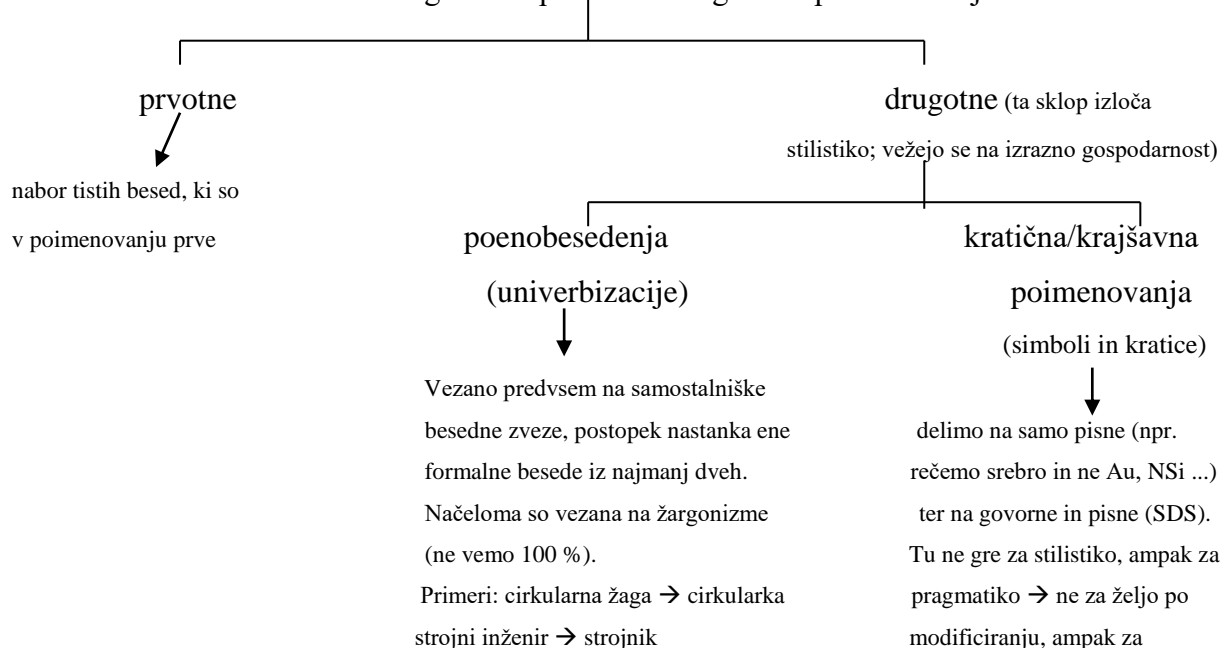 prvotne
drugotne (ta sklop izloča
stilistiko; vežejo se na izrazno gospodarnost)
nabor tistih besed, ki so
v poimenovanju prve
poenobesedenja
(univerbizacije)
kratična/krajšavna
poimenovanja
(simboli in kratice)
Vezano predvsem na samostalniške
besedne zveze, postopek nastanka ene
formalne besede iz najmanj dveh.
Načeloma so vezana na žargonizme
(ne vemo 100 %).
Primeri: cirkularna žaga → cirkularka
strojni inženir → strojnik
delimo na samo pisne (npr.
rečemo srebro in ne Au, NSi ...)
ter na govorne in pisne (SDS).
Tu ne gre za stilistiko, ampak za
pragmatiko → ne za željo po
modificiranju, ampak za